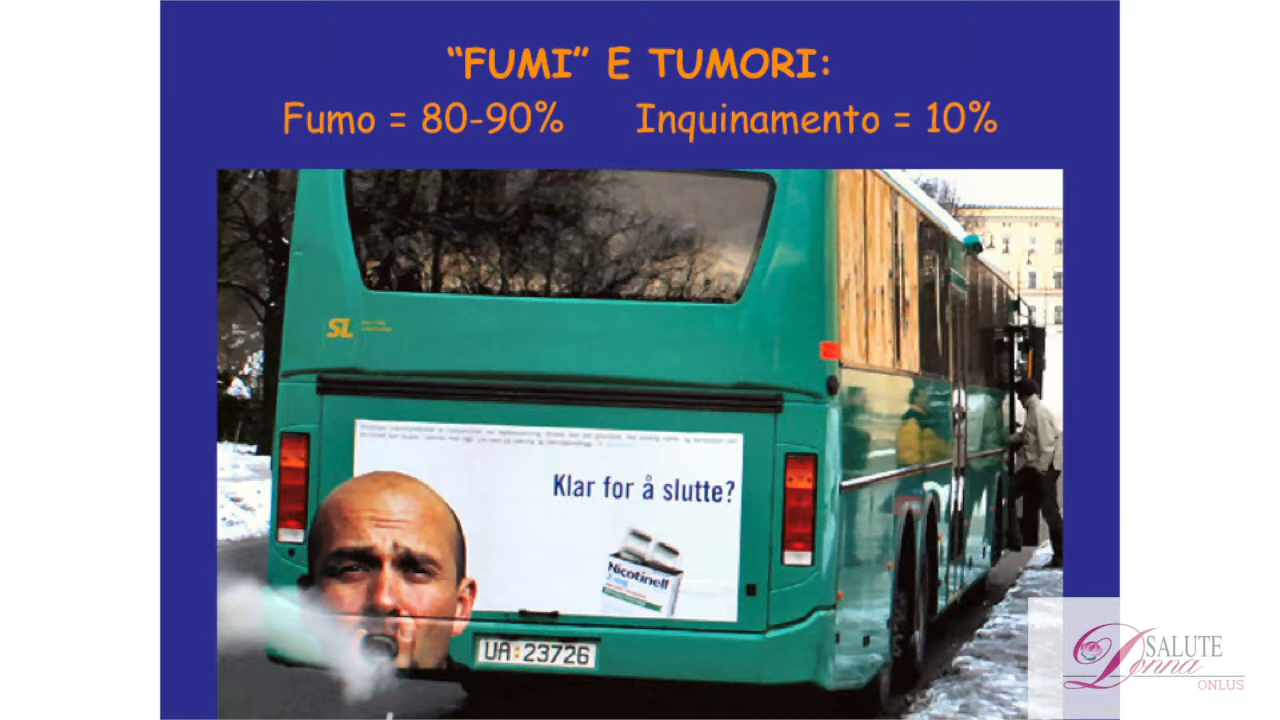 “FUMI” E TUMORI:
Fumo = 80-90% Inquinamento = 10%
SL
Klar for å slutte?
Nicotinell
UA 23726
SALUTE
Donna
ONLUS